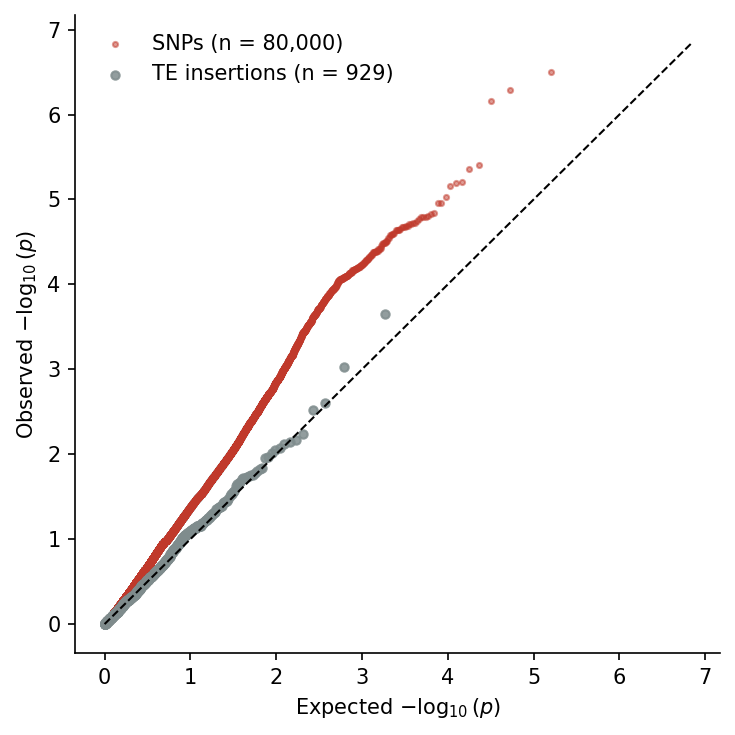 SNPs (n = 80,000)
TE insertions (n = 929)
7
6
5
4
3
2
1
0
Observed −log₁₀ (p)
0 1 2 3 4 5 6 7
Expected −log₁₀ (p)